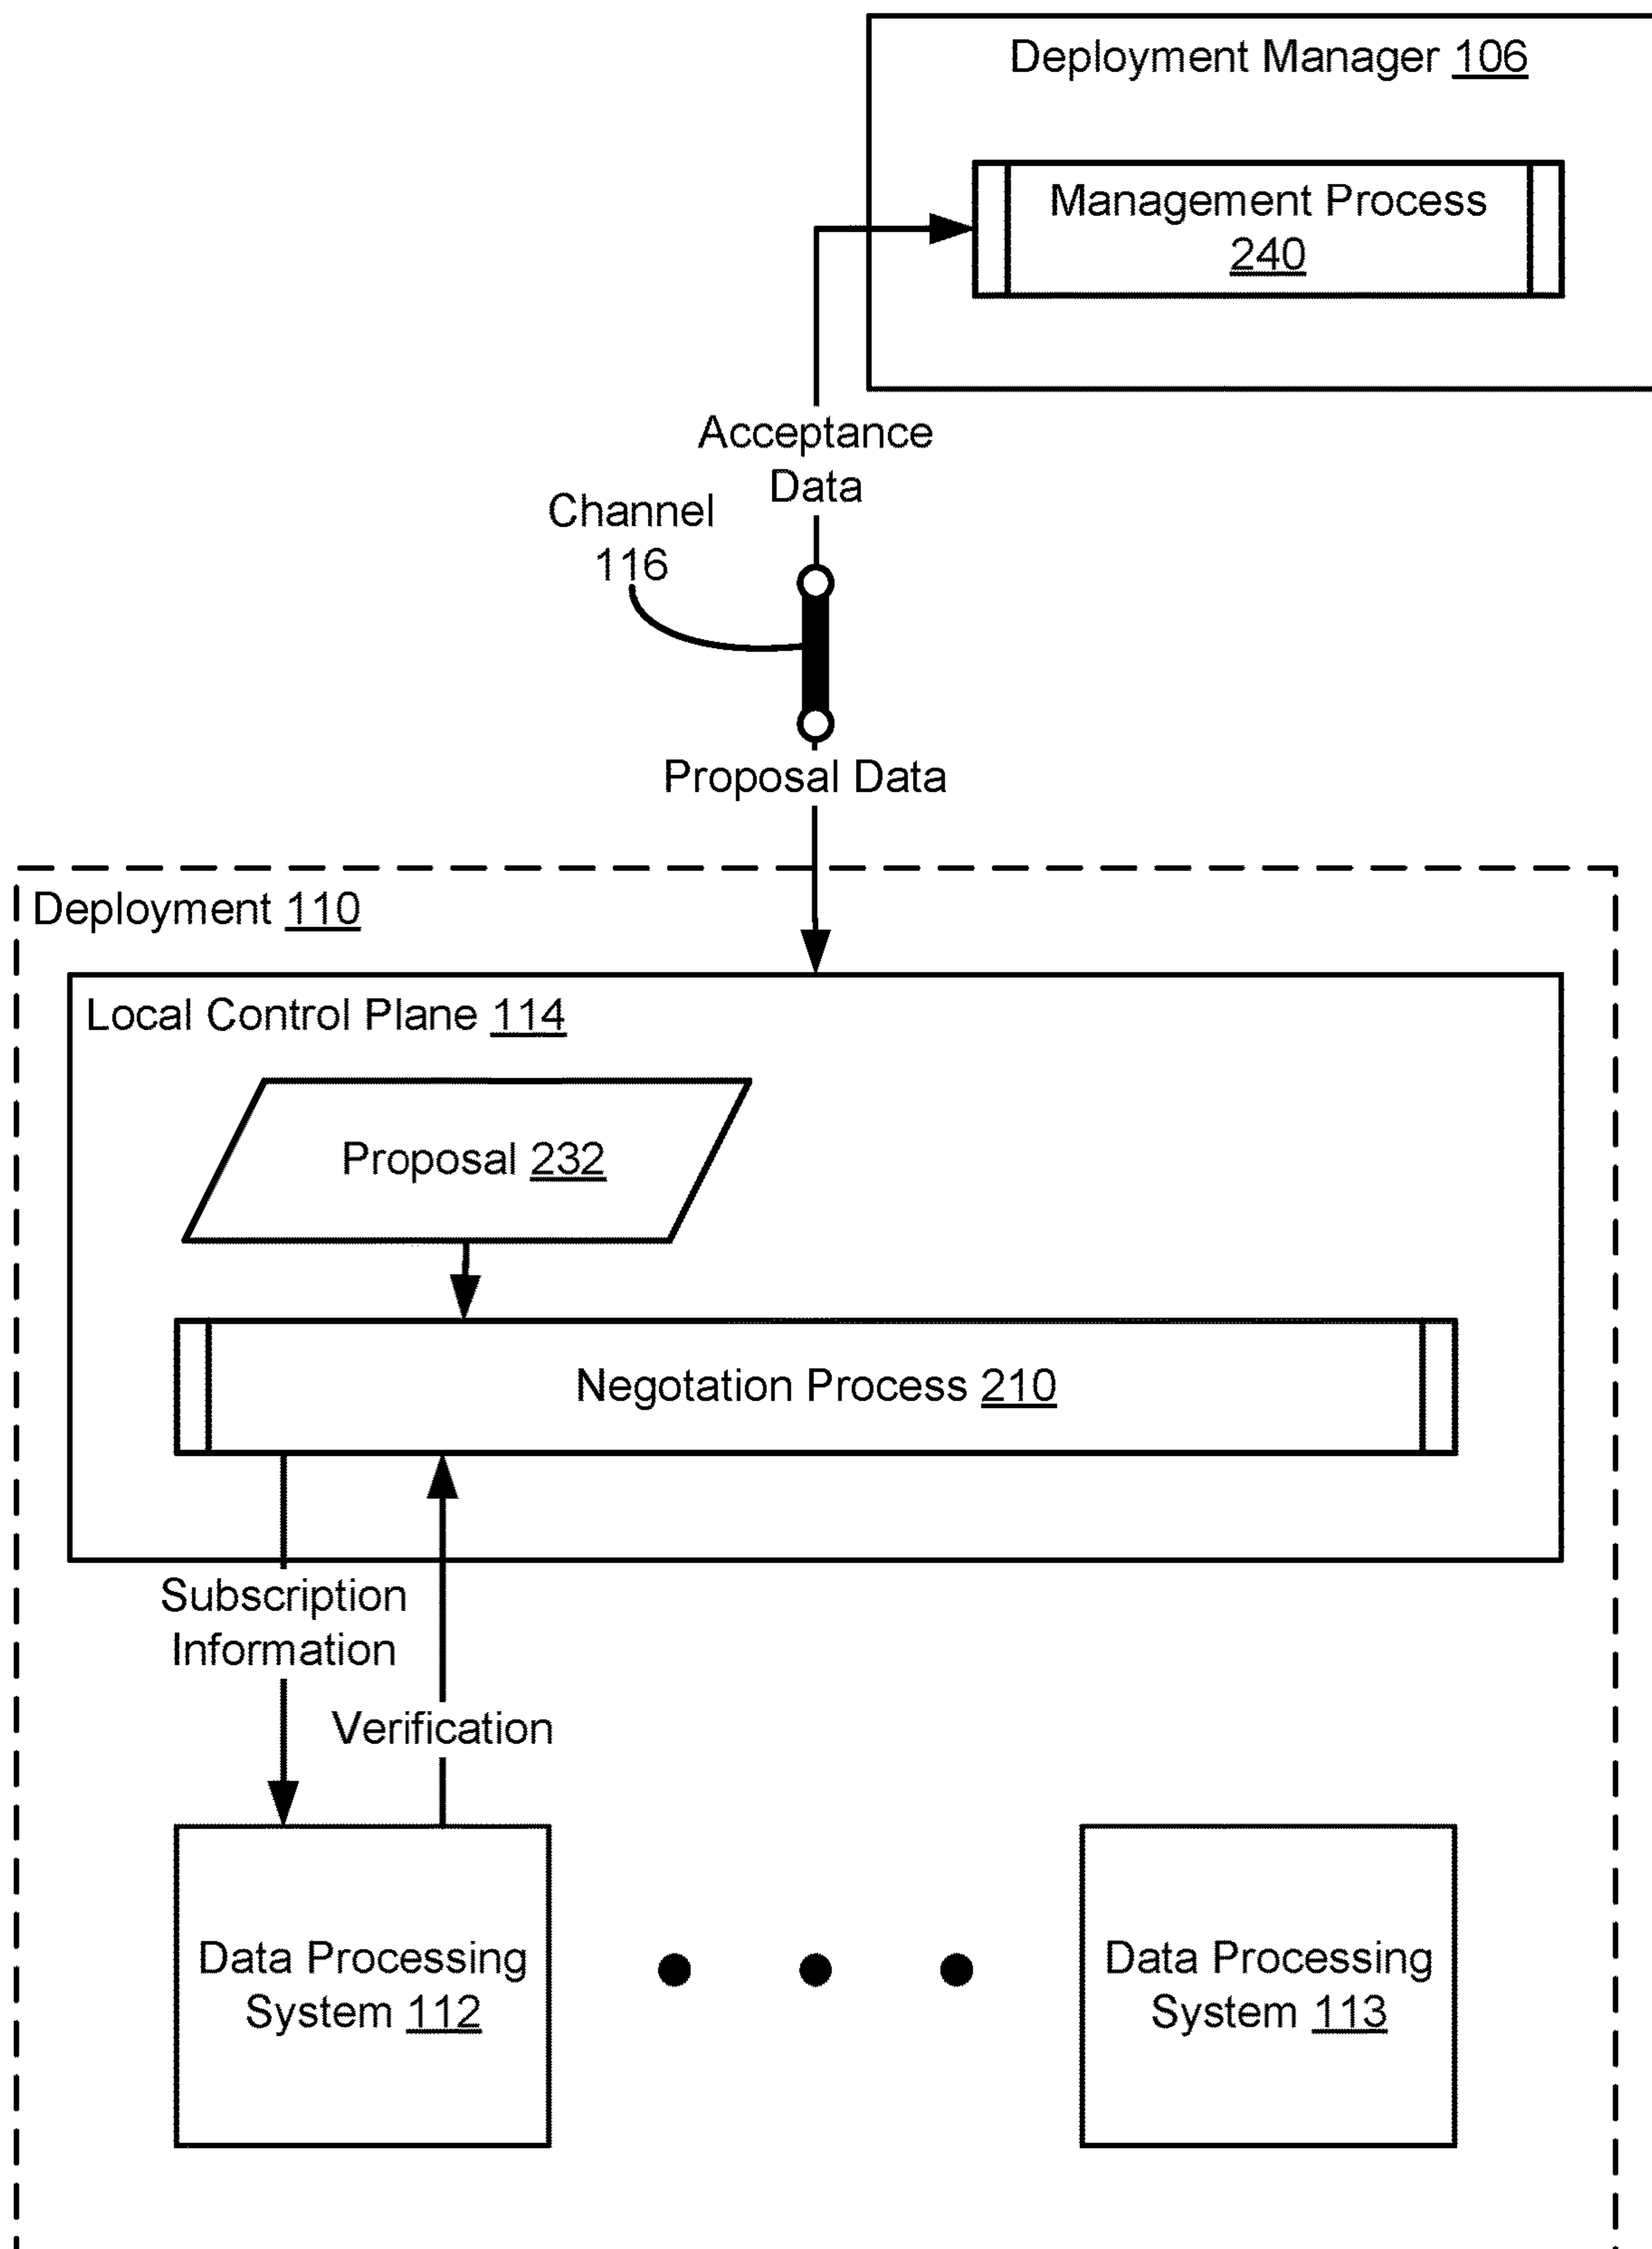 Deployment Manager 106
Management Process
240
Acceptance
Data
Channel
116
Proposal Data
Deployment 110
Local Control Plane 114
Proposal 232
Negotation Process 210
Subscription
Information
Verification
Data Processing
System 112
Data Processing
System 113